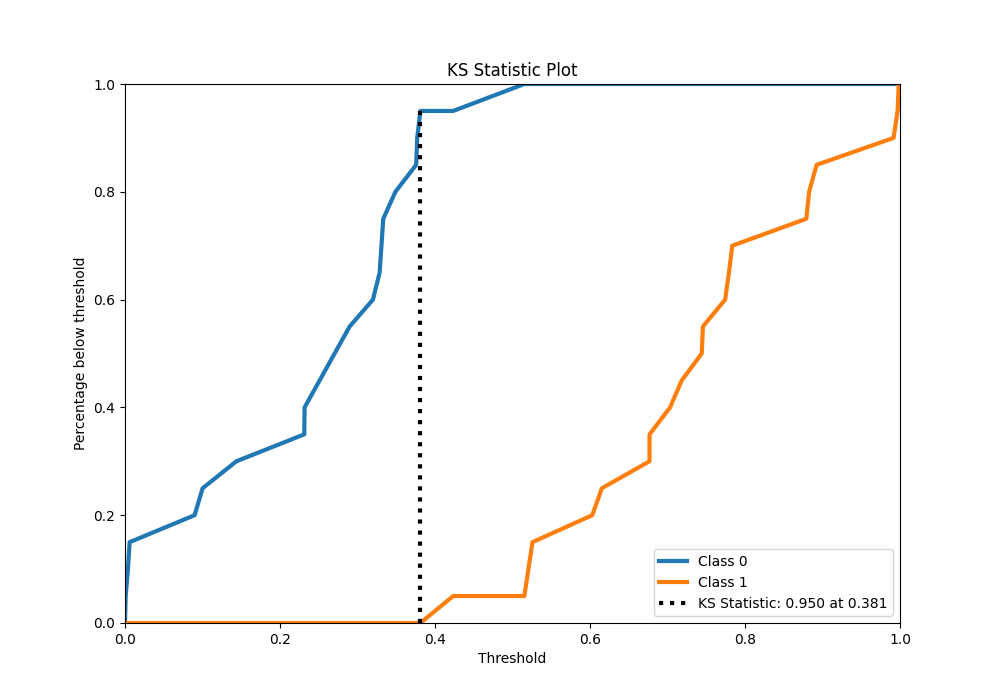 KS Statistic Plot
1.0
0.8
0.6
0.4
0.2
0.0
Percentage below threshold
0.0 0.2 0.4 0.6 0.8 1.0
Threshold
Class 0
Class 1
KS Statistic: 0.950 at 0.381